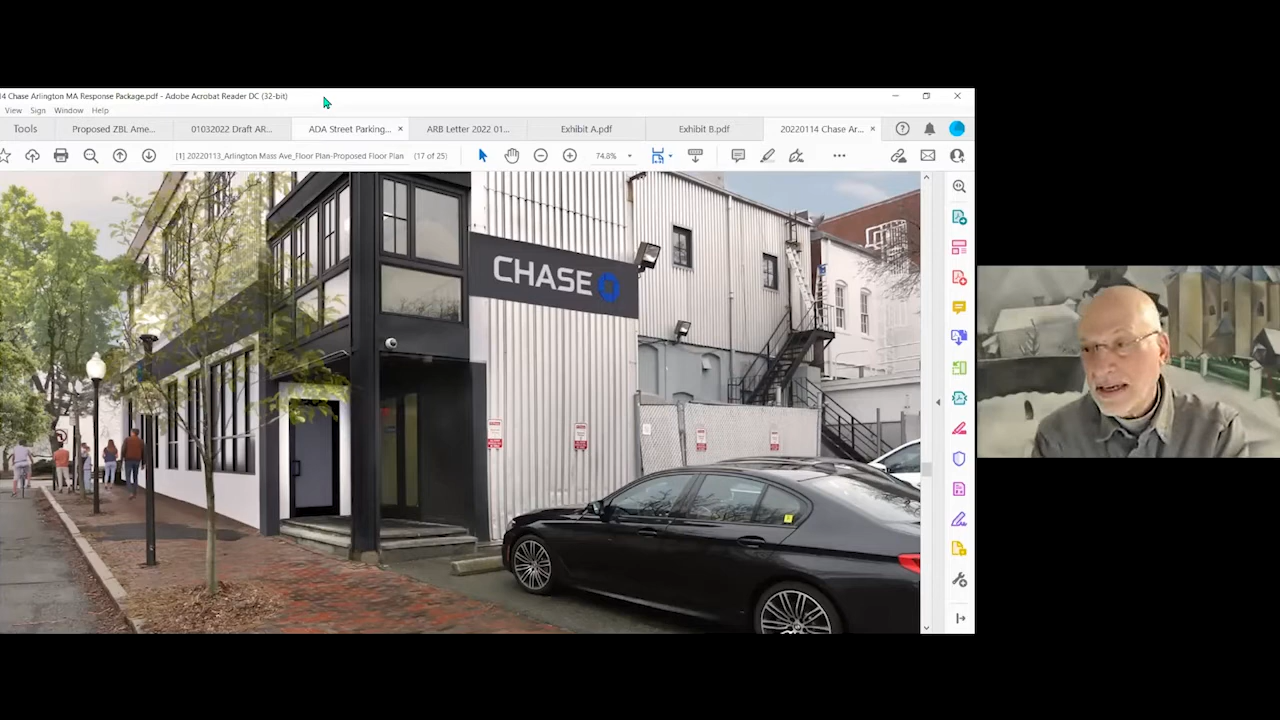 4 Chase Arlington MA Response Package.pdf - Adobe Acrobat Reader DC (32-bit)
View Sign Window Help
Tools Proposed ZBL Ame... 01032022 Draft AR... ADA Street Parking... ARB Letter 2022 01... Exhibit A.pdf Exhibit B.pdf 20220114 Chase Ar...
[1] 20220113_Arlington Mass Ave_Floor Plan-Proposed Floor Plan (17 of 25) 74.8%
CHASE